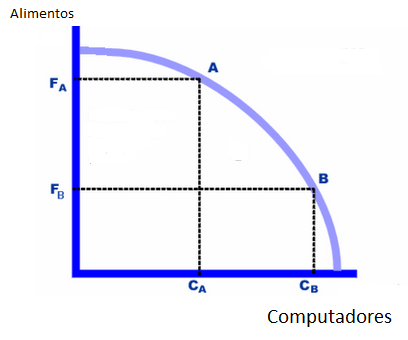 Alimentos
A
FA
B
FB
CA
CB
Computadores